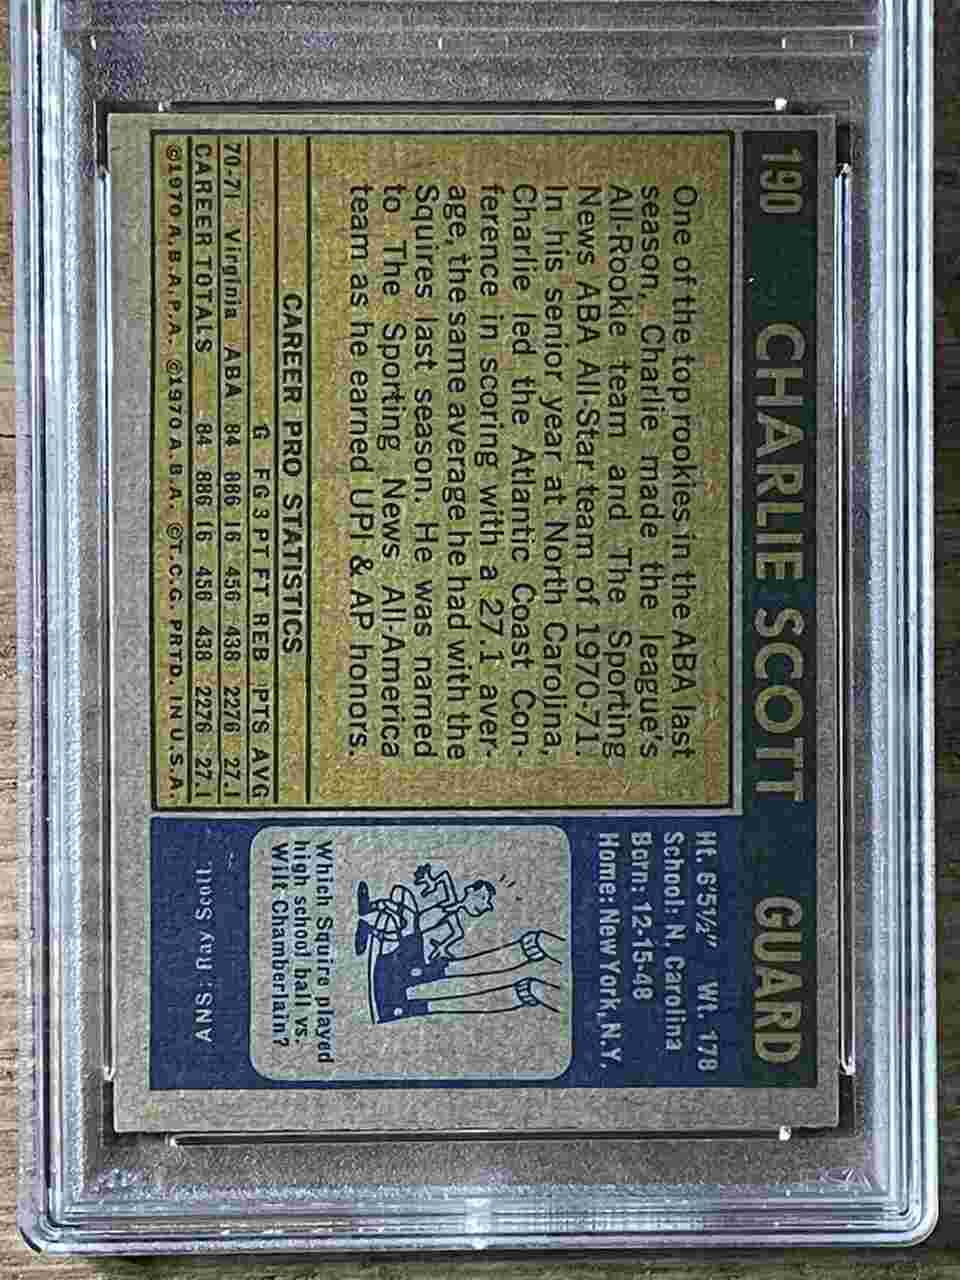 190 CHARLIE SCOTT GUARD
One of the top rookies in the ABA last
season, Charlie made the league's
All-Rookie team and The Sporting
News ABA All-Star team of 1970-71.
In his senior year at North Carolina,
Charlie led the Atlantic Coast Con-
ference in scoring with a 27.1 aver-
age, the same average he had with the
Squires last season. He was named
to The Sporting News All-America
team as he earned UPI & AP honors.
CAREER PRO STATISTICS
G FG 3 PT FT REB PTS AVG
70-71 Virginia ABA 84 886 16 456 438 2276 27.1
CAREER TOTALS 84 886 16 456 438 2276 27.1
©1970 A.B.A.P.A. ©1970 A.B.A. ©T.C.G. PRTD. IN U.S.A.
Ht. 6'5½" Wt. 178
School: N. Carolina
Born: 12-15-48
Home: New York, N.Y.
Which Squire played
high school ball vs.
Wilt Chamberlain?
ANS: Ray Scott